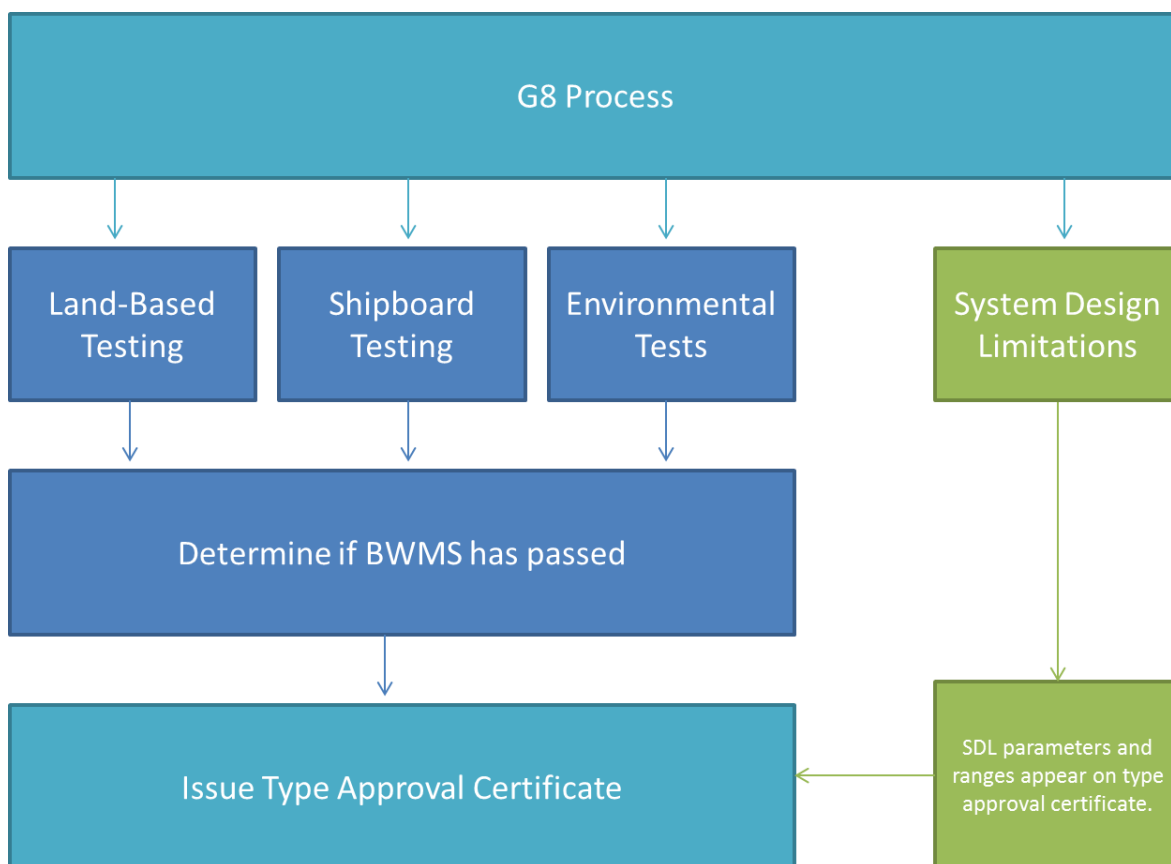 G8 Process
Land-Based
Testing
Shipboard
Testing
Environmental
Tests
System Design
Limitations
Determine if BWMS has passed
Issue Type Approval Certificate
SDL parameters and
ranges appear on type
approval certificate.